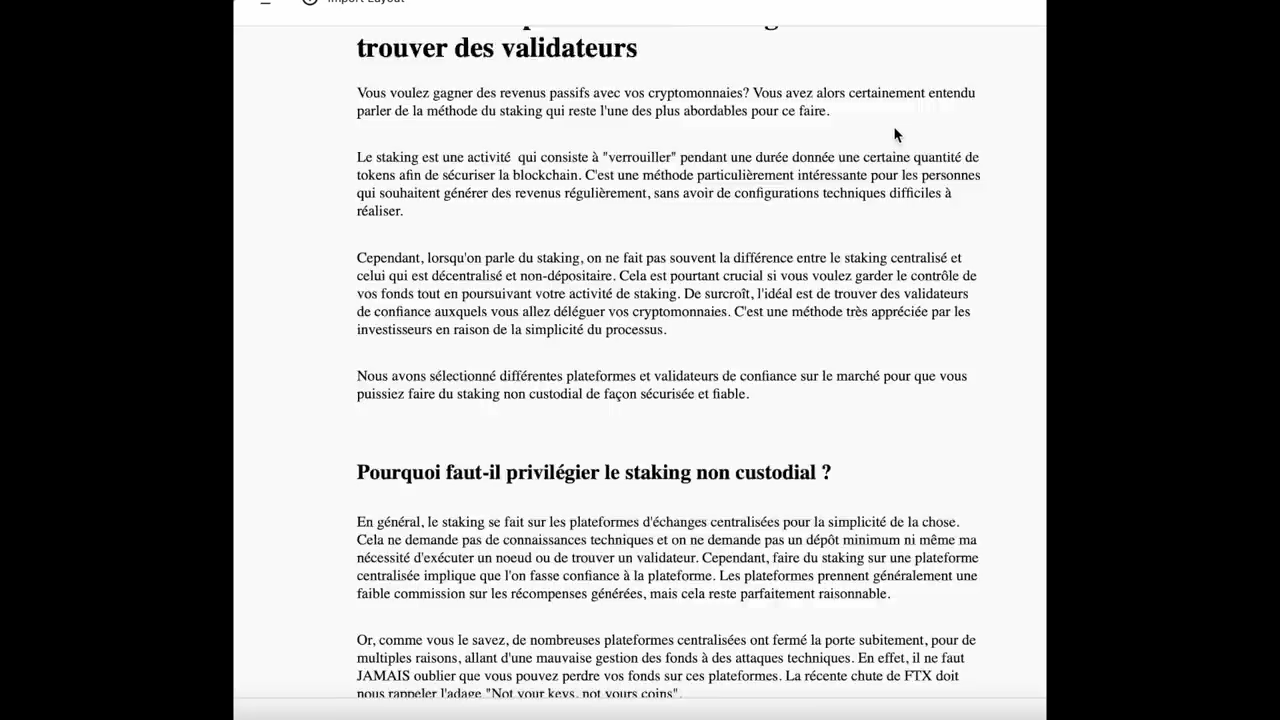 Import Layout
trouver des validateurs
Vous voulez gagner des revenus passifs avec vos cryptomonnaies? Vous avez alors certainement entendu
parler de la méthode du staking qui reste l'une des plus abordables pour ce faire.
Le staking est une activité  qui consiste à "verrouiller" pendant une durée donnée une certaine quantité de
tokens afin de sécuriser la blockchain. C'est une méthode particulièrement intéressante pour les personnes
qui souhaitent générer des revenus régulièrement, sans avoir de configurations techniques difficiles à
réaliser.
Cependant, lorsqu'on parle du staking, on ne fait pas souvent la différence entre le staking centralisé et
celui qui est décentralisé et non-dépositaire. Cela est pourtant crucial si vous voulez garder le contrôle de
vos fonds tout en poursuivant votre activité de staking. De surcroît, l'idéal est de trouver des validateurs
de confiance auxquels vous allez déléguer vos cryptomonnaies. C'est une méthode très appréciée par les
investisseurs en raison de la simplicité du processus.
Nous avons sélectionné différentes plateformes et validateurs de confiance sur le marché pour que vous
puissiez faire du staking non custodial de façon sécurisée et fiable.
Pourquoi faut-il privilégier le staking non custodial ?
En général, le staking se fait sur les plateformes d'échanges centralisées pour la simplicité de la chose.
Cela ne demande pas de connaissances techniques et on ne demande pas un dépôt minimum ni même ma
nécessité d'exécuter un noeud ou de trouver un validateur. Cependant, faire du staking sur une plateforme
centralisée implique que l'on fasse confiance à la plateforme. Les plateformes prennent généralement une
faible commission sur les récompenses générées, mais cela reste parfaitement raisonnable.
Or, comme vous le savez, de nombreuses plateformes centralisées ont fermé la porte subitement, pour de
multiples raisons, allant d'une mauvaise gestion des fonds à des attaques techniques. En effet, il ne faut
JAMAIS oublier que vous pouvez perdre vos fonds sur ces plateformes. La récente chute de FTX doit
nous rappeler l'adage "Not your keys, not yours coins".